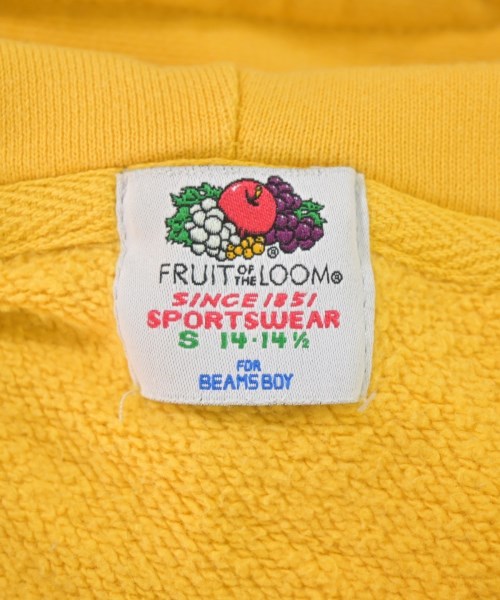 ®
FRUIT OF THE LOOM®
SINCE 1851
SPORTSWEAR
S 14-14½
FOR
BEAMS BOY